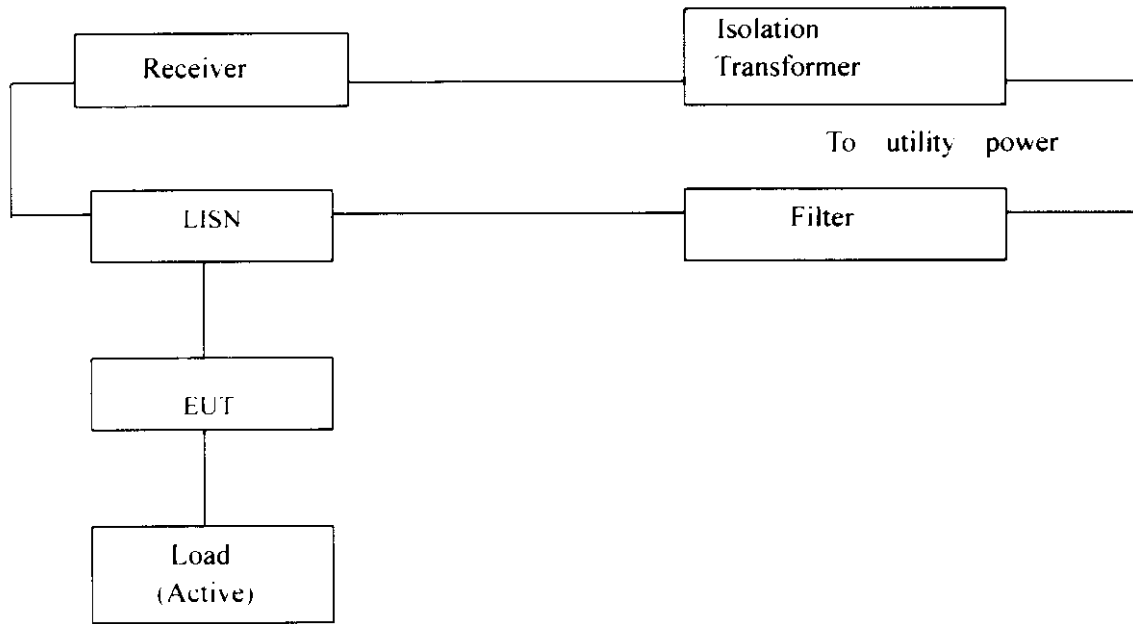 Receiver
Isolation
Transformer
To utility power
LISN
Filter
EUT
Load
(Active)